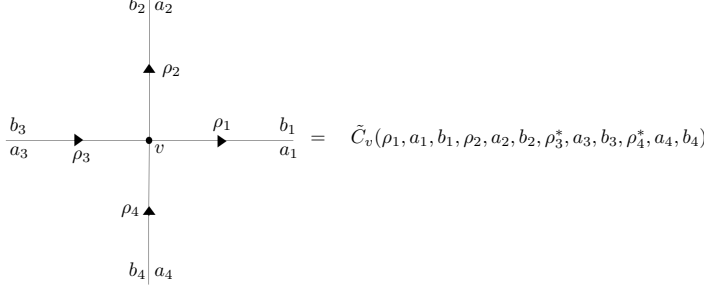 b₂ a₂
ρ₂
b₃ ρ₁ b₁
a₃ ρ₃ v a₁ = C̃ᵥ(ρ₁, a₁, b₁, ρ₂, a₂, b₂, ρ₃*, a₃, b₃, ρ₄*, a₄, b₄)
ρ₄
b₄ a₄